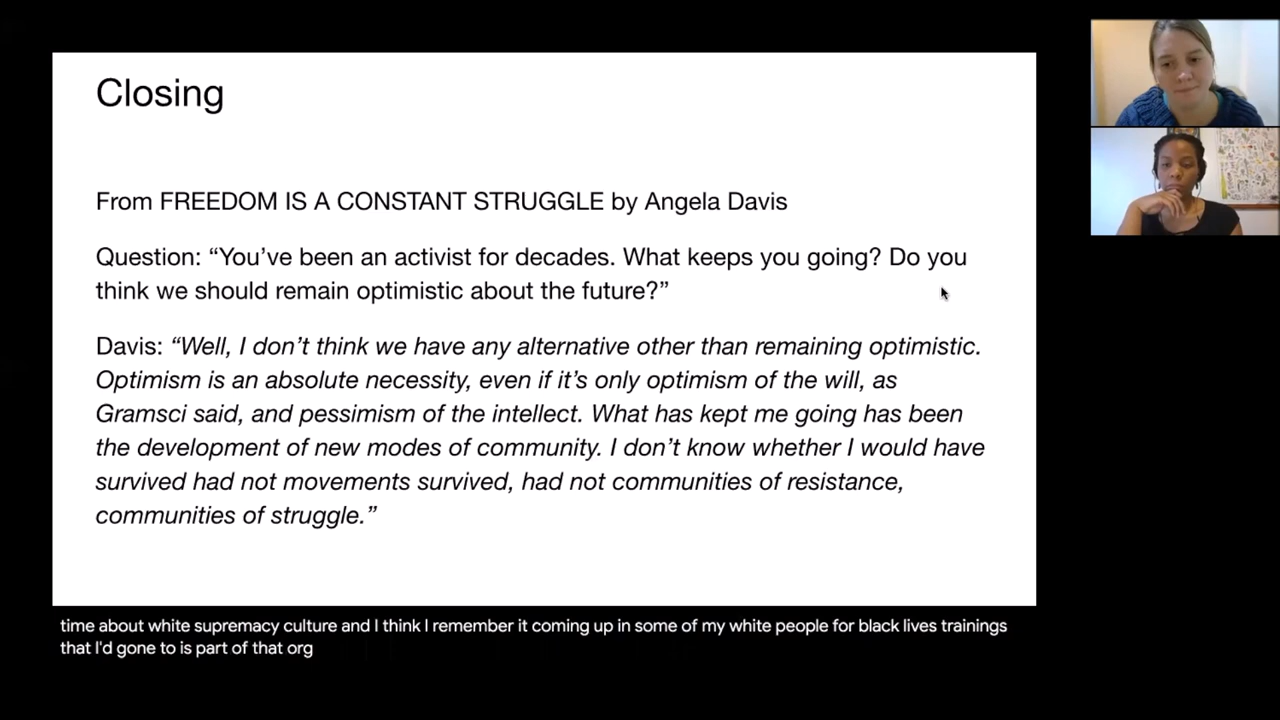 Closing
From FREEDOM IS A CONSTANT STRUGGLE by Angela Davis
Question: “You’ve been an activist for decades. What keeps you going? Do you
think we should remain optimistic about the future?”
Davis: “Well, I don’t think we have any alternative other than remaining optimistic.
Optimism is an absolute necessity, even if it’s only optimism of the will, as
Gramsci said, and pessimism of the intellect. What has kept me going has been
the development of new modes of community. I don’t know whether I would have
survived had not movements survived, had not communities of resistance,
communities of struggle.”
time about white supremacy culture and I think I remember it coming up in some of my white people for black lives trainings
that I'd gone to is part of that org